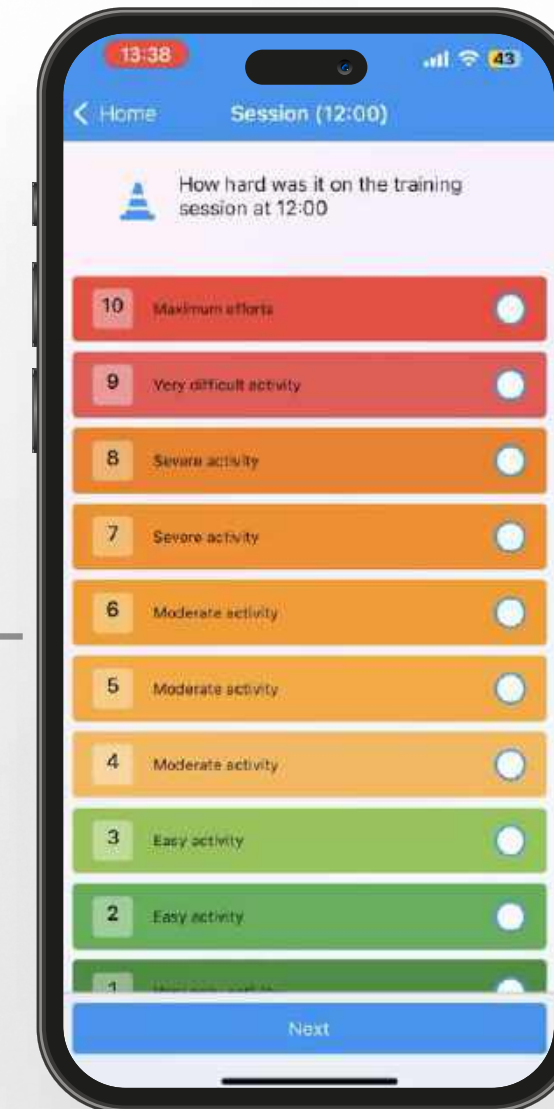 13:38
43
Home
Session (12:00)
How hard was it on the training
session at 12:00
10
Maximum efforts
9
Very difficult activity
8
Severe activity
7
Severe activity
6
Moderate activity
5
Moderate activity
4
Moderate activity
3
Easy activity
2
Easy activity
1
Next